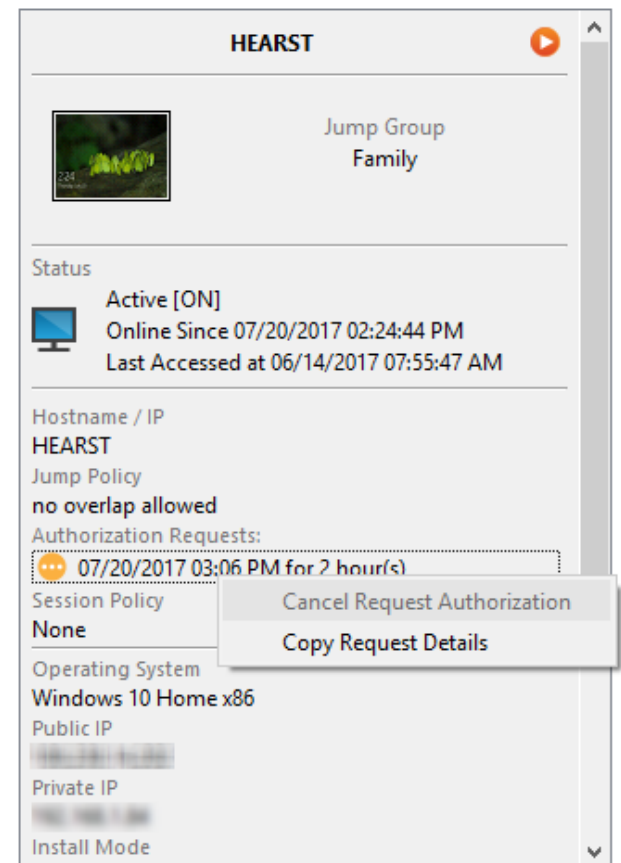 HEARST
Jump Group
Family
Status
Active [ON]
Online Since 07/20/2017 02:24:44 PM
Last Accessed at 06/14/2017 07:55:47 AM
Hostname / IP
HEARST
Jump Policy
no overlap allowed
Authorization Requests:
07/20/2017 03:06 PM for 2 hour(s)
Cancel Request Authorization
Copy Request Details
Session Policy
None
Operating System
Windows 10 Home x86
Public IP
Private IP
Install Mode